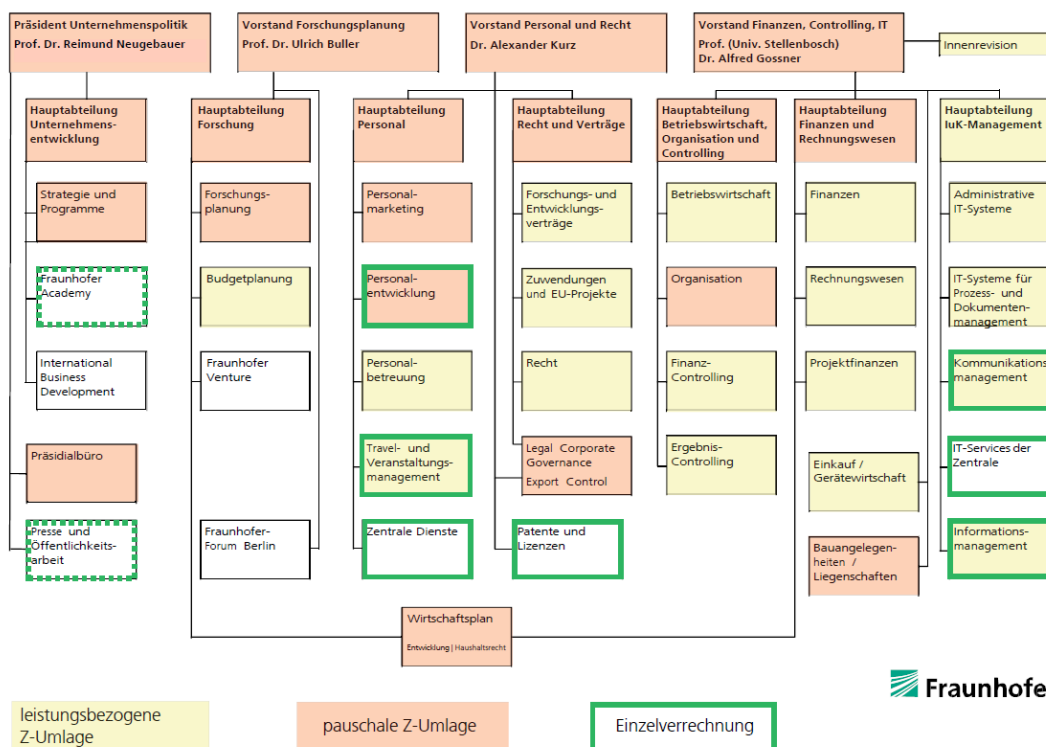 Präsident Unternehmenspolitik
Prof. Dr. Reimund Neugebauer
Vorstand Forschungsplanung
Prof. Dr. Ulrich Buller
Vorstand Personal und Recht
Dr. Alexander Kurz
Vorstand Finanzen, Controlling, IT
Prof. (Univ. Stellenbosch)
Dr. Alfred Gossner
Innenrevision
Hauptabteilung
Unternehmens-
entwicklung
Hauptabteilung
Forschung
Hauptabteilung
Personal
Hauptabteilung
Recht und Verträge
Hauptabteilung
Betriebswirtschaft,
Organisation und
Controlling
Hauptabteilung
Finanzen und
Rechnungswesen
Hauptabteilung
IuK-Management
Strategie und
Programme
Forschungs-
planung
Personal-
marketing
Forschungs- und
Entwicklungs-
verträge
Betriebswirtschaft
Finanzen
Administrative
IT-Systeme
Fraunhofer
Academy
Budgetplanung
Personal-
entwicklung
Zuwendungen
und EU-Projekte
Organisation
Rechnungswesen
IT-Systeme für
Prozess- und
Dokumenten-
management
International
Business
Development
Fraunhofer
Venture
Personal-
betreuung
Recht
Finanz-
Controlling
Projektfinanzen
Kommunikations
management
Präsidialbüro
Travel- und
Veranstaltungs-
management
Legal Corporate
Governance
Export Control
Ergebnis-
Controlling
Einkauf /
Gerätewirtschaft
IT-Services der
Zentrale
Presse und
Öffentlichkeits-
arbeit
Fraunhofer-
Forum Berlin
Zentrale Dienste
Patente und
Lizenzen
Bauangelegen-
heiten /
Liegenschaften
Informations-
management
Wirtschaftsplan
Entwicklung | Haushaltsrecht
Fraunhofe
leistungsbezogene
Z-Umlage
pauschale Z-Umlage
Einzelverrechnung